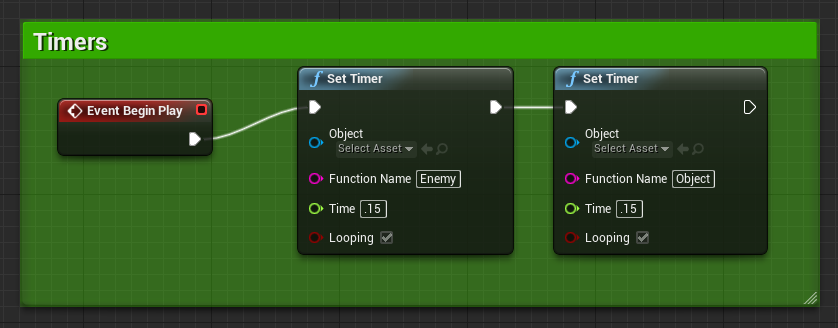 Timers
Event Begin Play
f Set Timer
Object
Select Asset
Function Name Enemy
Time .15
Looping
f Set Timer
Object
Select Asset
Function Name Object
Time .15
Looping